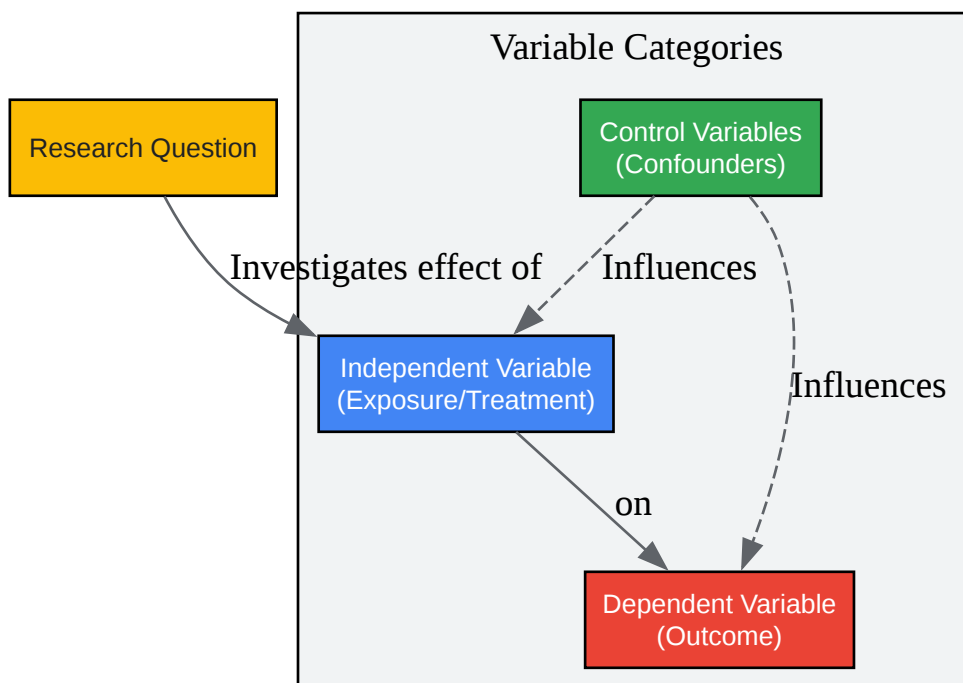 Variable Categories
Research Question
Control Variables
(Confounders)
Investigates effect of
Influences
Independent Variable
(Exposure/Treatment)
Influences
on
Dependent Variable
(Outcome)